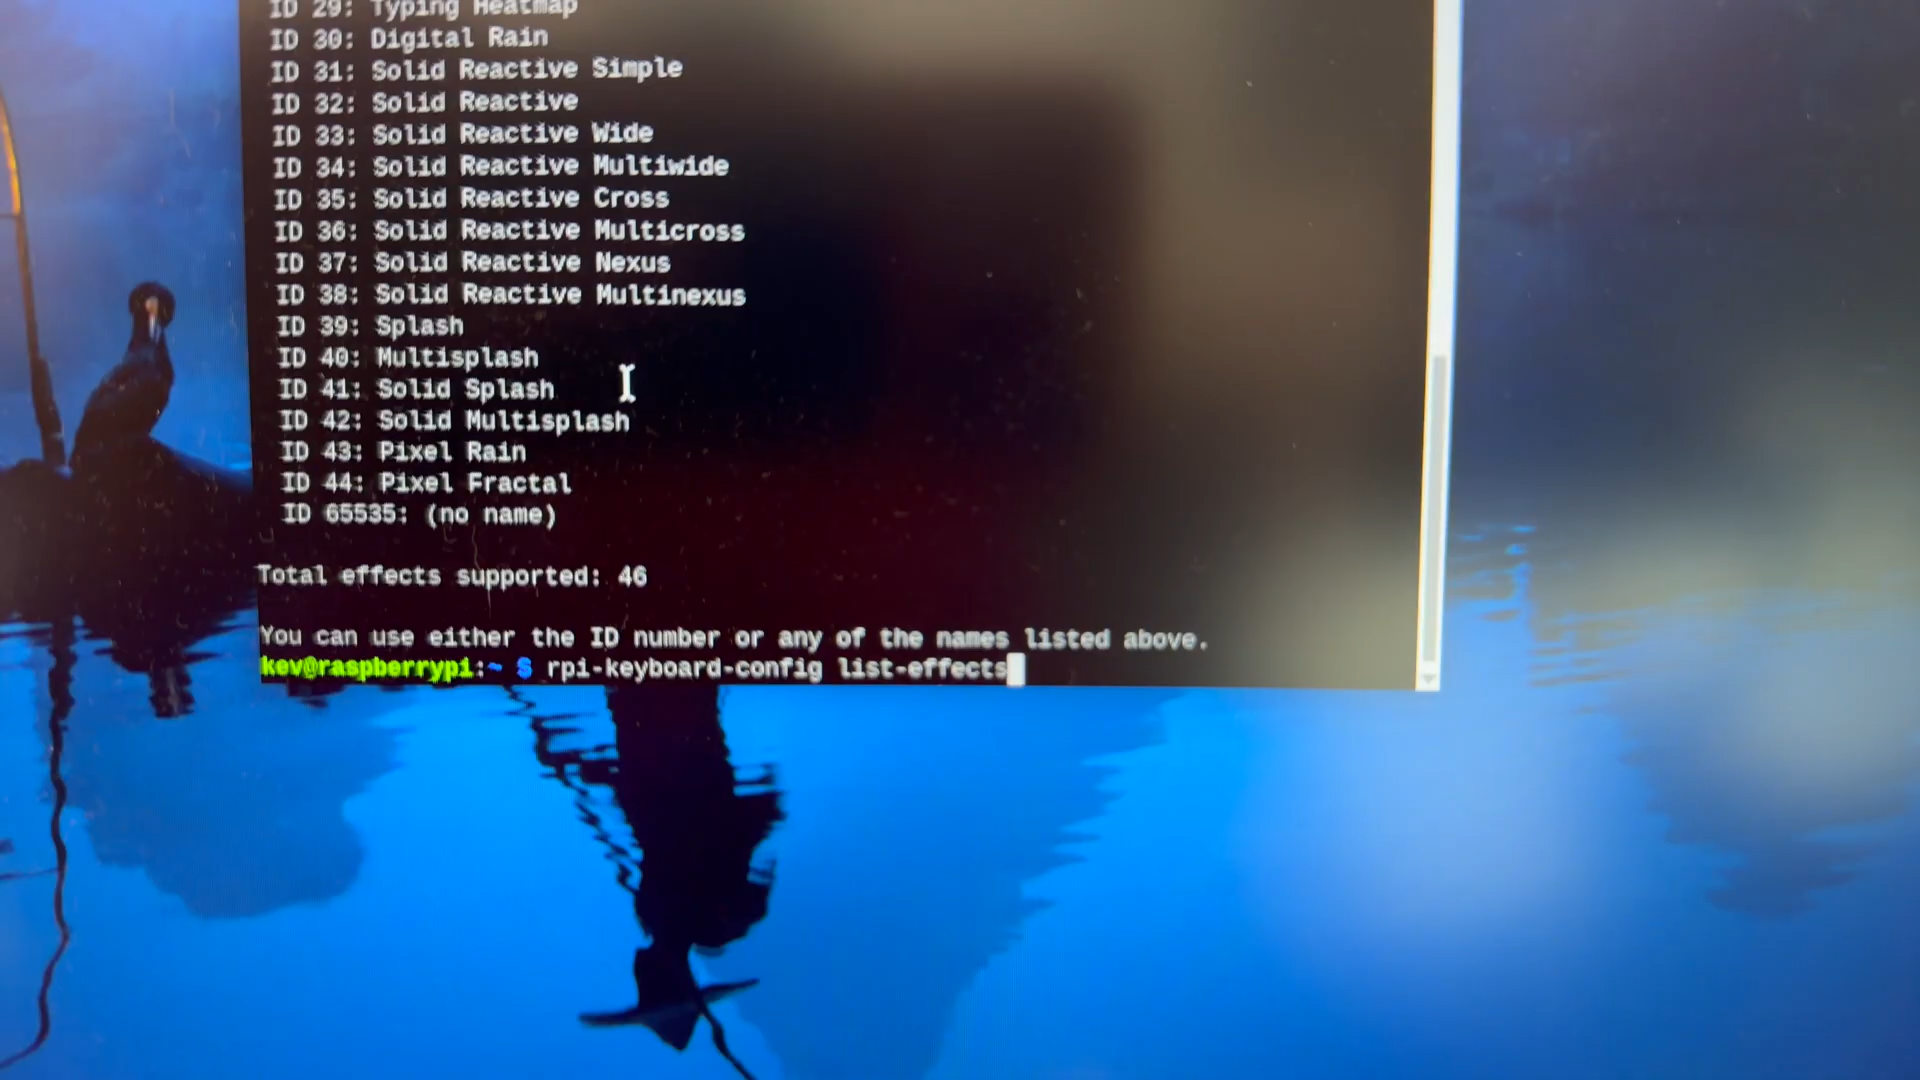 ID 29: Typing Heatmap
ID 30: Digital Rain
ID 31: Solid Reactive Simple
ID 32: Solid Reactive
ID 33: Solid Reactive Wide
ID 34: Solid Reactive Multiwide
ID 35: Solid Reactive Cross
ID 36: Solid Reactive Multicross
ID 37: Solid Reactive Nexus
ID 38: Solid Reactive Multinexus
ID 39: Splash
ID 40: Multisplash
ID 41: Solid Splash
ID 42: Solid Multisplash
ID 43: Pixel Rain
ID 44: Pixel Fractal
ID 65535: (no name)
Total effects supported: 46
You can use either the ID number or any of the names listed above.
kev@raspberrypi:~ $ rpi-keyboard-config list-effects